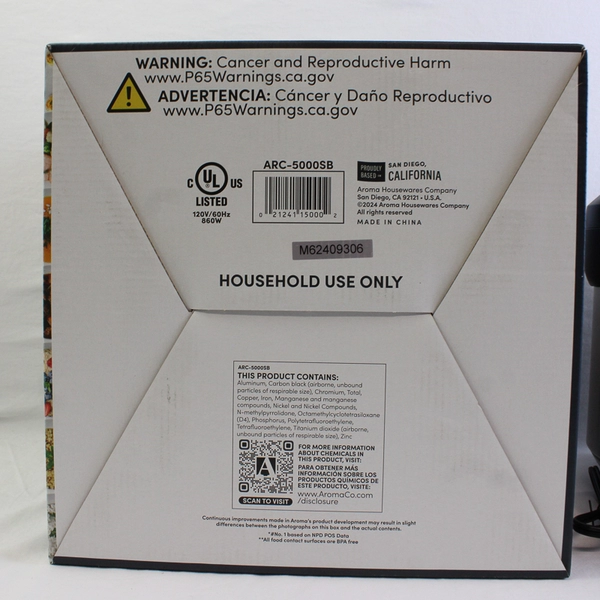 WARNING: Cancer and Reproductive Harm
www.P65Warnings.ca.gov
ADVERTENCIA: Cáncer y Daño Reproductivo
www.P65Warnings.ca.gov
C UL US
LISTED
120V/60Hz
860W
ARC-5000SB
0 21241 15000 2
PROUDLY BASED IN SAN DIEGO, CALIFORNIA
Aroma Housewares Company
San Diego, CA 92121 • U.S.A.
©2024 Aroma Housewares Company
All rights reserved
MADE IN CHINA
M62409306
HOUSEHOLD USE ONLY
ARC-5000SB
THIS PRODUCT CONTAINS:
Aluminum, Carbon black (airborne, unbound
particles of respirable size), Chromium, Total,
Copper, Iron, Manganese and manganese
compounds, Nickel and Nickel Compounds,
N-methylpyrrolidone, Octamethylcyclotetrasiloxane
(D4), Phosphorus, Polytetrafluoroethylene,
Tetrafluoroethylene, Titanium dioxide (airborne,
unbound particles of respirable size), Zinc
A
SCAN TO VISIT
FOR MORE INFORMATION
ABOUT CHEMICALS IN
THIS PRODUCT, VISIT:
PARA OBTENER MÁS
INFORMACIÓN SOBRE LOS
PRODUCTOS QUÍMICOS DE
ESTE PRODUCTO, VISITE:
www.AromaCo.com
/disclosure
Continuous improvements made in Aroma's product development may result in slight
differences between the photographs on this box and the actual contents.
*#No. 1 based on NPD POS Data
**All food contact surfaces are BPA free